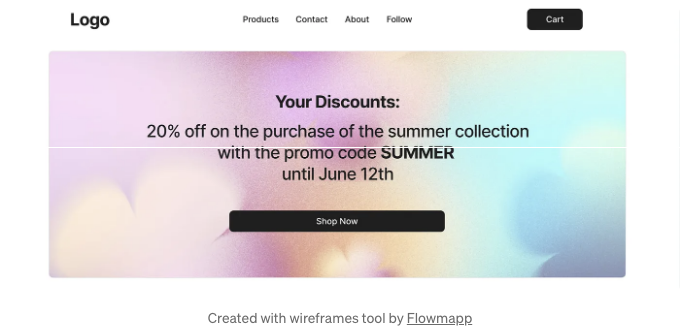 Logo Products Contact About Follow Cart
Your Discounts:
20% off on the purchase of the summer collection
with the promo code SUMMER
until June 12th
Shop Now
Created with wireframes tool by Flowmapp